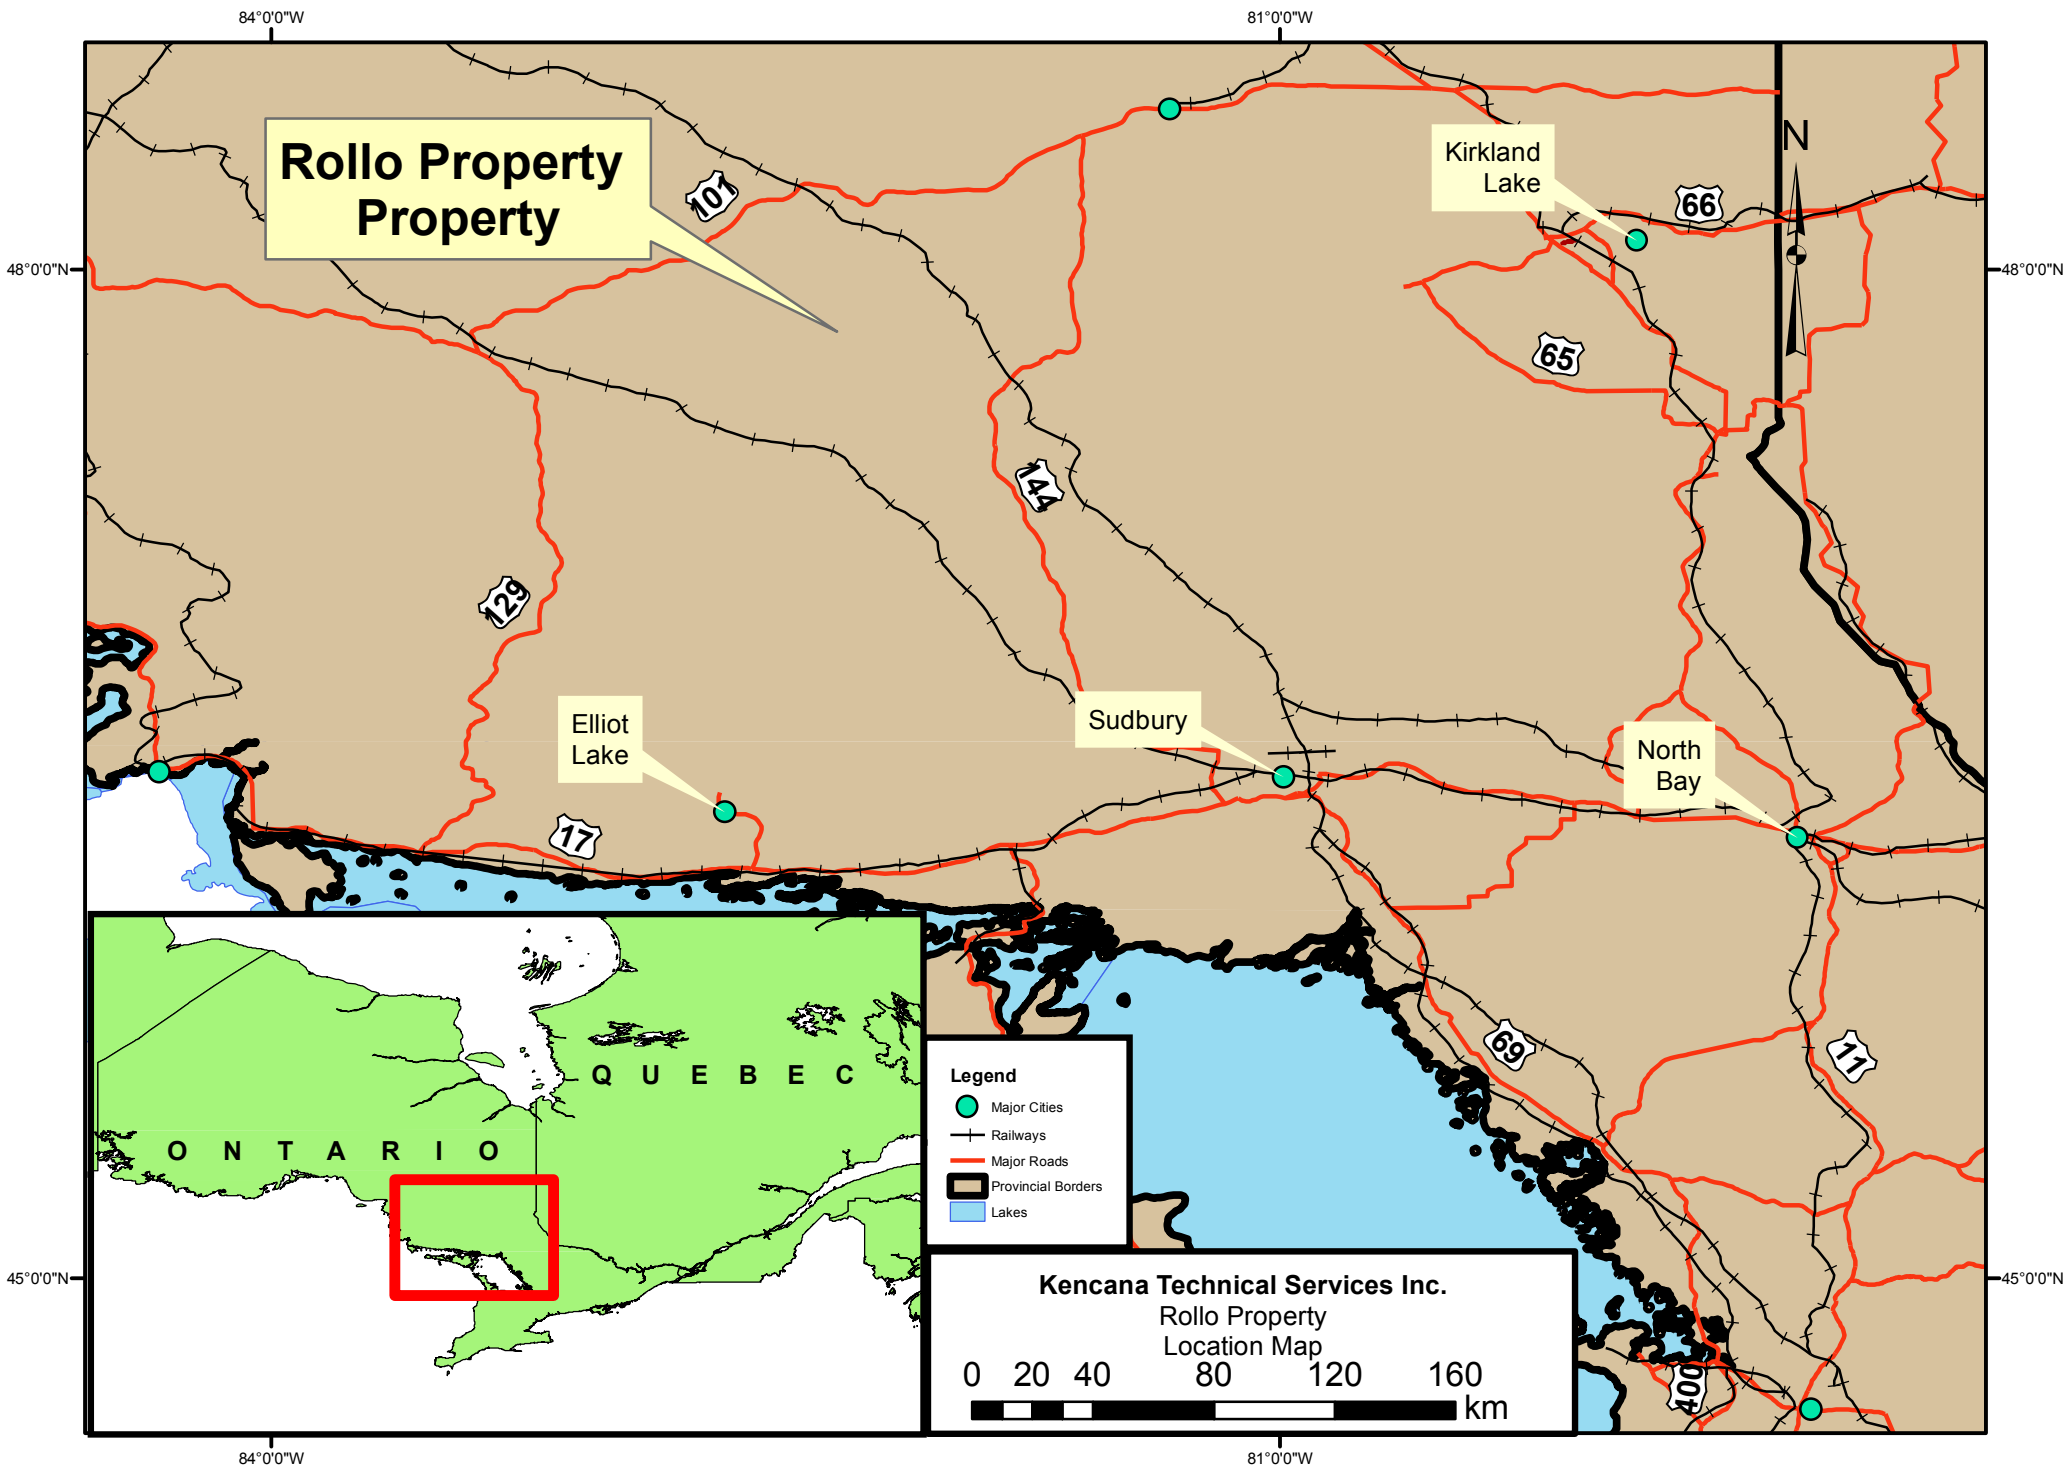 84°0'0"W
81°0'0"W
Rollo Property
Property
101
Kirkland
Lake
66
N
48°0'0"N
48°0'0"N
65
144
129
Elliot
Lake
Sudbury
North
Bay
17
69
11
QUEBEC
ONTARIO
Legend
Major Cities
Railways
Major Roads
Provincial Borders
Lakes
45°0'0"N
45°0'0"N
Kencana Technical Services Inc.
Rollo Property
Location Map
0 20 40 80 120 160
km
400
84°0'0"W
81°0'0"W